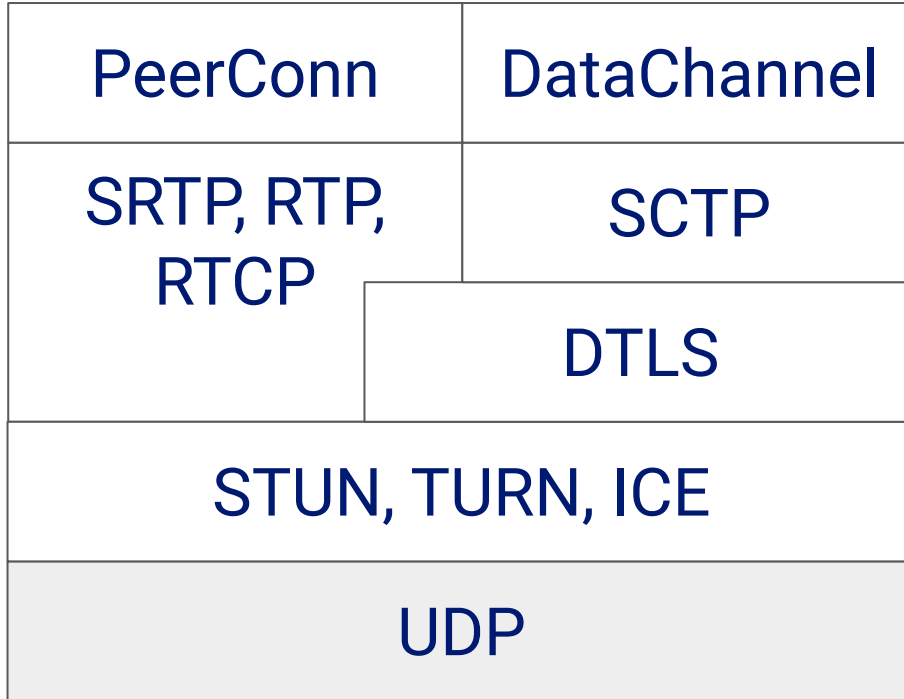 PeerConn
DataChannel
SRTP, RTP,
RTCP
SCTP
DTLS
STUN, TURN, ICE
UDP